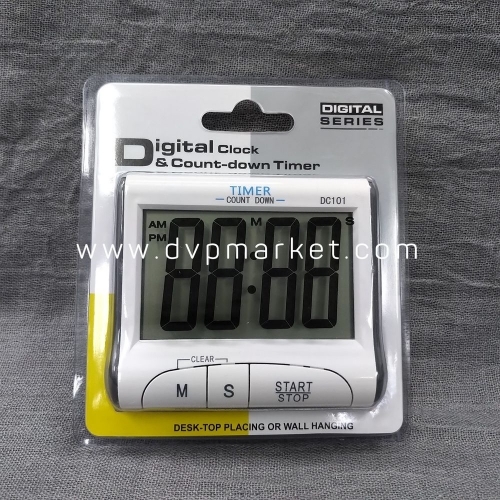 DIGITAL
SERIES
Digital Clock
& Count-down Timer
TIMER
COUNT DOWN
DC101
AM
PM
M
S
88:88
www.dvpmarket.com
CLEAR
M
S
START
STOP
DESK-TOP PLACING OR WALL HANGING